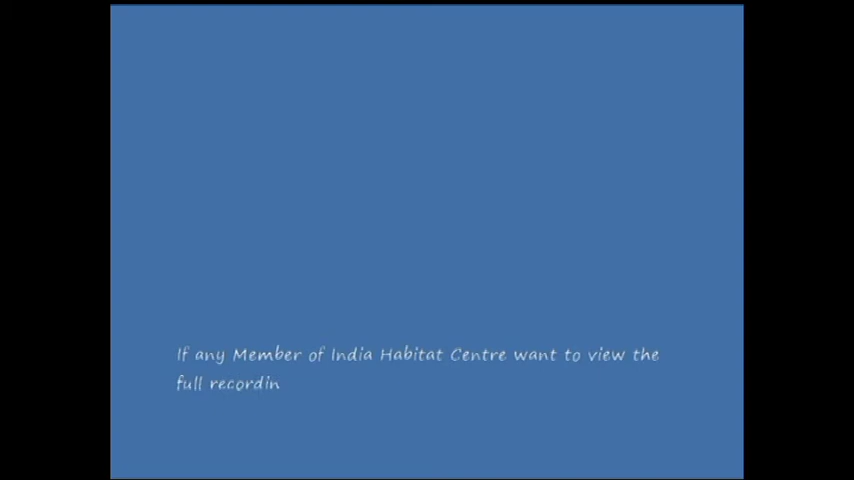 If any Member of India Habitat Centre want to view the
full recordin